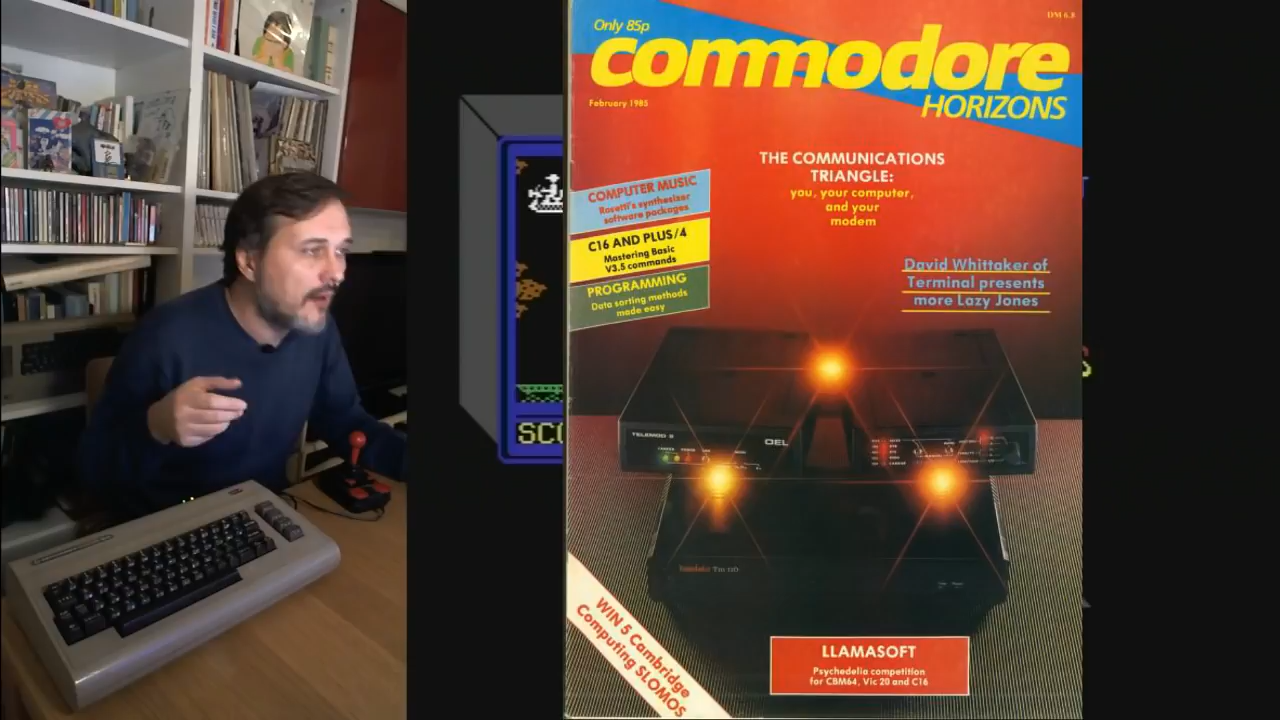 Only 85p
DM 6.8
commodore
HORIZONS
February 1985
THE COMMUNICATIONS
TRIANGLE:
you, your computer,
and your
modem
COMPUTER MUSIC
Rosetti's synthesizer
software packages
C16 AND PLUS/4
Mastering Basic
V3.5 commands
PROGRAMMING
Data sorting methods
made easy
David Whittaker of
Terminal presents
more Lazy Jones
SCO
TELEMOD 2
OEL
WIN 5 Cambridge
Computing SLOMOS
LLAMASOFT
Psychedelia competition
for CBM64, Vic 20 and C16